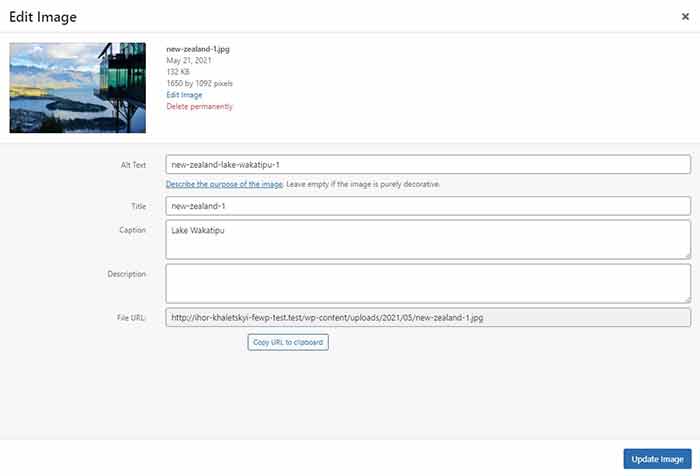 Edit Image
×
new-zealand-1.jpg
May 21, 2021
132 KB
1650 by 1092 pixels
Edit Image
Delete permanently
Alt Text
new-zealand-lake-wakatipu-1
Describe the purpose of the image. Leave empty if the image is purely decorative.
Title
new-zealand-1
Caption
Lake Wakatipu
Description
File URL:
http://ihor-khaletskyi-fewp-test.test/wp-content/uploads/2021/05/new-zealand-1.jpg
Copy URL to clipboard
Update Image